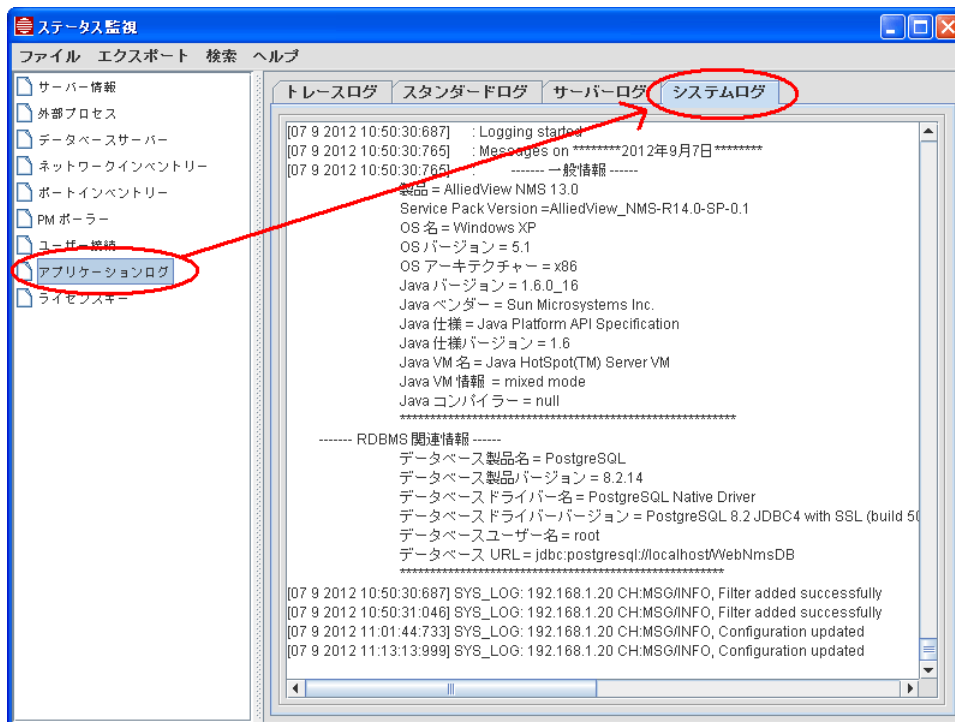 ステータス監視
ファイル エクスポート 検索 ヘルプ
サーバー情報
外部プロセス
データベースサーバー
ネットワークインベントリー
ポートインベントリー
PM ポーラー
ユーザー接続
アプリケーションログ
ライセンスキー
トレースログ スタンダードログ サーバーログ システムログ
[07 9 2012 10:50:30:687] : Logging started
[07 9 2012 10:50:30:765] : Messages on ********2012年9月7日********
[07 9 2012 10:50:30:765] : ------- 一般情報 ------
製品 = AlliedView NMS 13.0
Service Pack Version =AlliedView_NMS-R14.0-SP-0.1
OS 名 = Windows XP
OS バージョン = 5.1
OS アーキテクチャー = x86
Java バージョン = 1.6.0_16
Java ベンダー = Sun Microsystems Inc.
Java 仕様 = Java Platform API Specification
Java 仕様バージョン = 1.6
Java VM 名 = Java HotSpot(TM) Server VM
Java VM 情報 = mixed mode
Java コンパイラー = null
********************************************************
------- RDBMS 関連情報 ------
データベース製品名 = PostgreSQL
データベース製品バージョン = 8.2.14
データベースドライバー名 = PostgreSQL Native Driver
データベースドライバーバージョン = PostgreSQL 8.2 JDBC4 with SSL (build 50
データベースユーザー名 = root
データベース URL = jdbc:postgresql://localhost/WebNmsDB
******************************************************
[07 9 2012 10:50:30:687] SYS_LOG: 192.168.1.20 CH:MSG/INFO, Filter added successfully
[07 9 2012 10:50:31:046] SYS_LOG: 192.168.1.20 CH:MSG/INFO, Filter added successfully
[07 9 2012 11:01:44:733] SYS_LOG: 192.168.1.20 CH:MSG/INFO, Configuration updated
[07 9 2012 11:13:13:999] SYS_LOG: 192.168.1.20 CH:MSG/INFO, Configuration updated